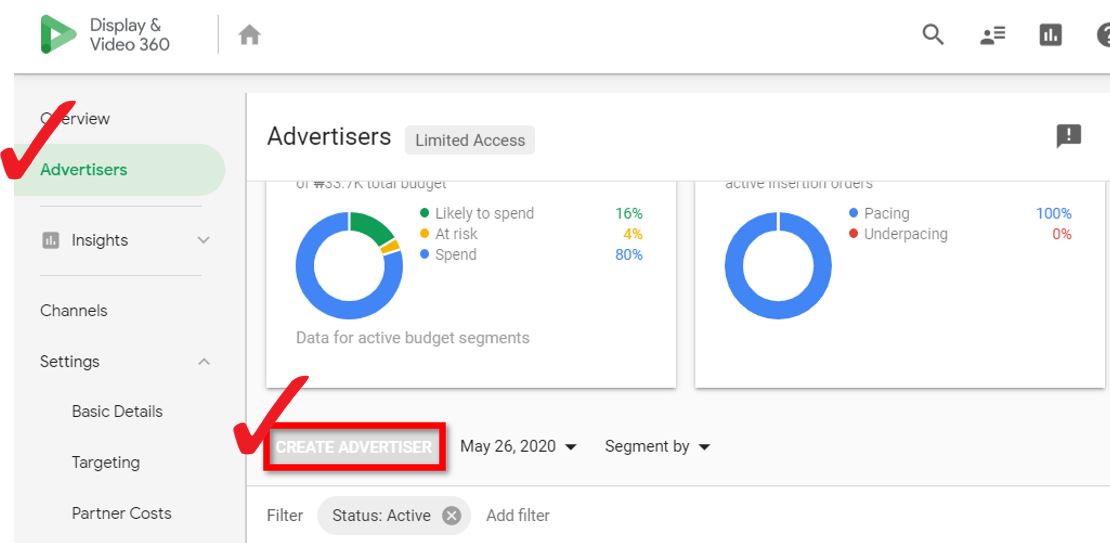 Display &
Video 360
Overview
Advertisers
Insights
Channels
Settings
Basic Details
Targeting
Partner Costs
Advertisers
Limited Access
of ₩33.7K total budget
Likely to spend 16%
At risk 4%
Spend 80%
Data for active budget segments
active insertion orders
Pacing 100%
Underpacing 0%
CREATE ADVERTISER
May 26, 2020
Segment by
Filter
Status: Active
Add filter